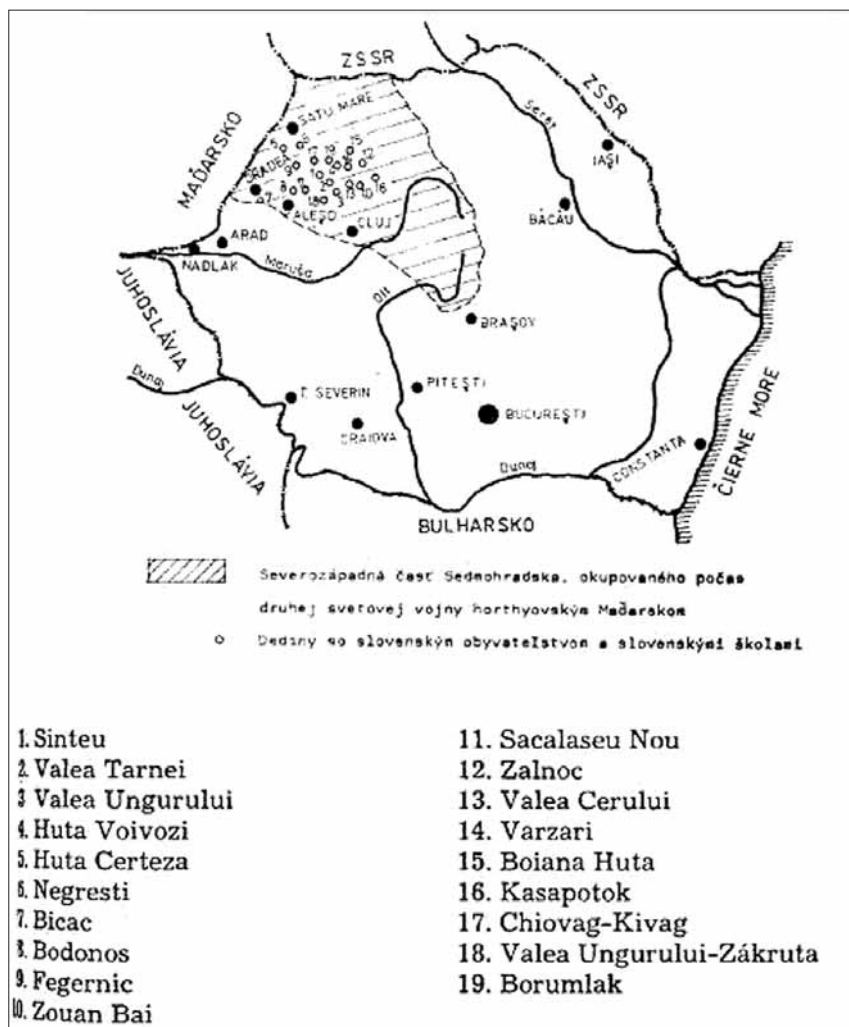 ZSSR
ZSSR
MAĎARSKO
SATU MARE
ORADEA
ALEŞD
CLUJ
Seret
IAŞI
BĂCĂU
ARAD
NADLAK
Maruša
Olt
BRAŞOV
JUHOSLÁVIA
Dunaj
JUHOSLÁVIA
T. SEVERIN
CRAIOVA
PITEŞTI
BUCUREŞTI
Dunaj
CONSTANTA
ČIERNE MORE
BULHARSKO
Severozápadná časť Sedmohradska, okupovaného počas
druhej svetovej vojny horthyovským Maďarskom
Dediny so slovenským obyvateľstvom a slovenskými školami
1. Sinteu
2. Valea Tarnei
3 Valea Ungurului
4. Huta Voivozi
5. Huta Certeza
6. Negresti
7. Bicac
8. Bodonos
9. Fegernic
10. Zouan Bai
11. Sacalaseu Nou
12. Zalnoc
13. Valea Cerului
14. Varzari
15. Boiana Huta
16. Kasapotok
17. Chiovag-Kivag
18. Valea Ungurului-Zákruta
19. Borumlak